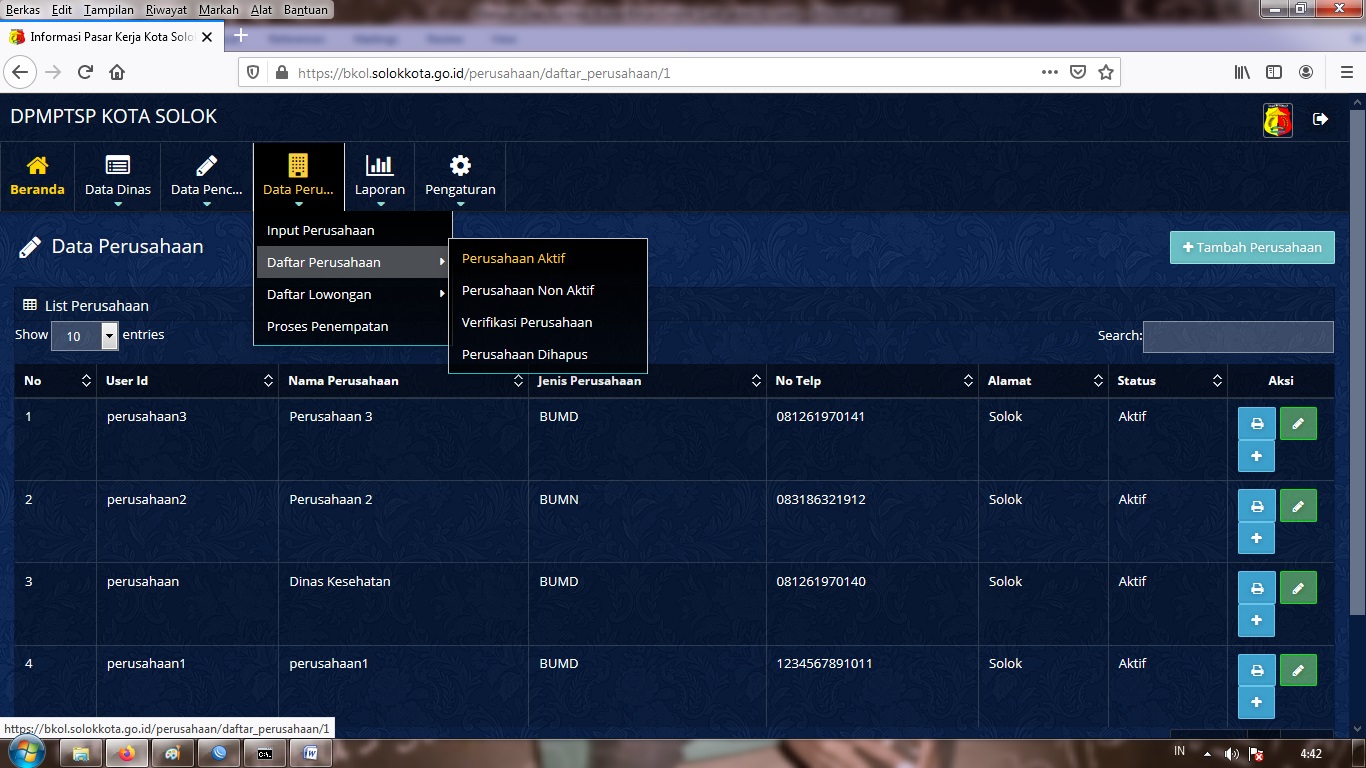 Berkas Edit Tampilan Riwayat Markah Alat Bantuan
Informasi Pasar Kerja Kota Solo
https://bkol.solokkota.go.id/perusahaan/daftar_perusahaan/1
DPMPTSP KOTA SOLOK
Beranda Data Dinas Data Penc... Data Peru... Laporan Pengaturan
Input Perusahaan
Data Perusahaan
Tambah Perusahaan
Daftar Perusahaan
Perusahaan Aktif
Daftar Lowongan
Perusahaan Non Aktif
List Perusahaan
Proses Penempatan
Verifikasi Perusahaan
Show 10 entries
Search:
Perusahaan Dihapus
No User Id Nama Perusahaan Jenis Perusahaan No Telp Alamat Status Aksi
1 perusahaan3 Perusahaan 3 BUMD 081261970141 Solok Aktif
2 perusahaan2 Perusahaan 2 BUMN 083186321912 Solok Aktif
3 perusahaan Dinas Kesehatan BUMD 081261970140 Solok Aktif
4 perusahaan1 perusahaan1 BUMD 1234567891011 Solok Aktif
https://bkol.solokkota.go.id/perusahaan/daftar_perusahaan/1
IN 4:42